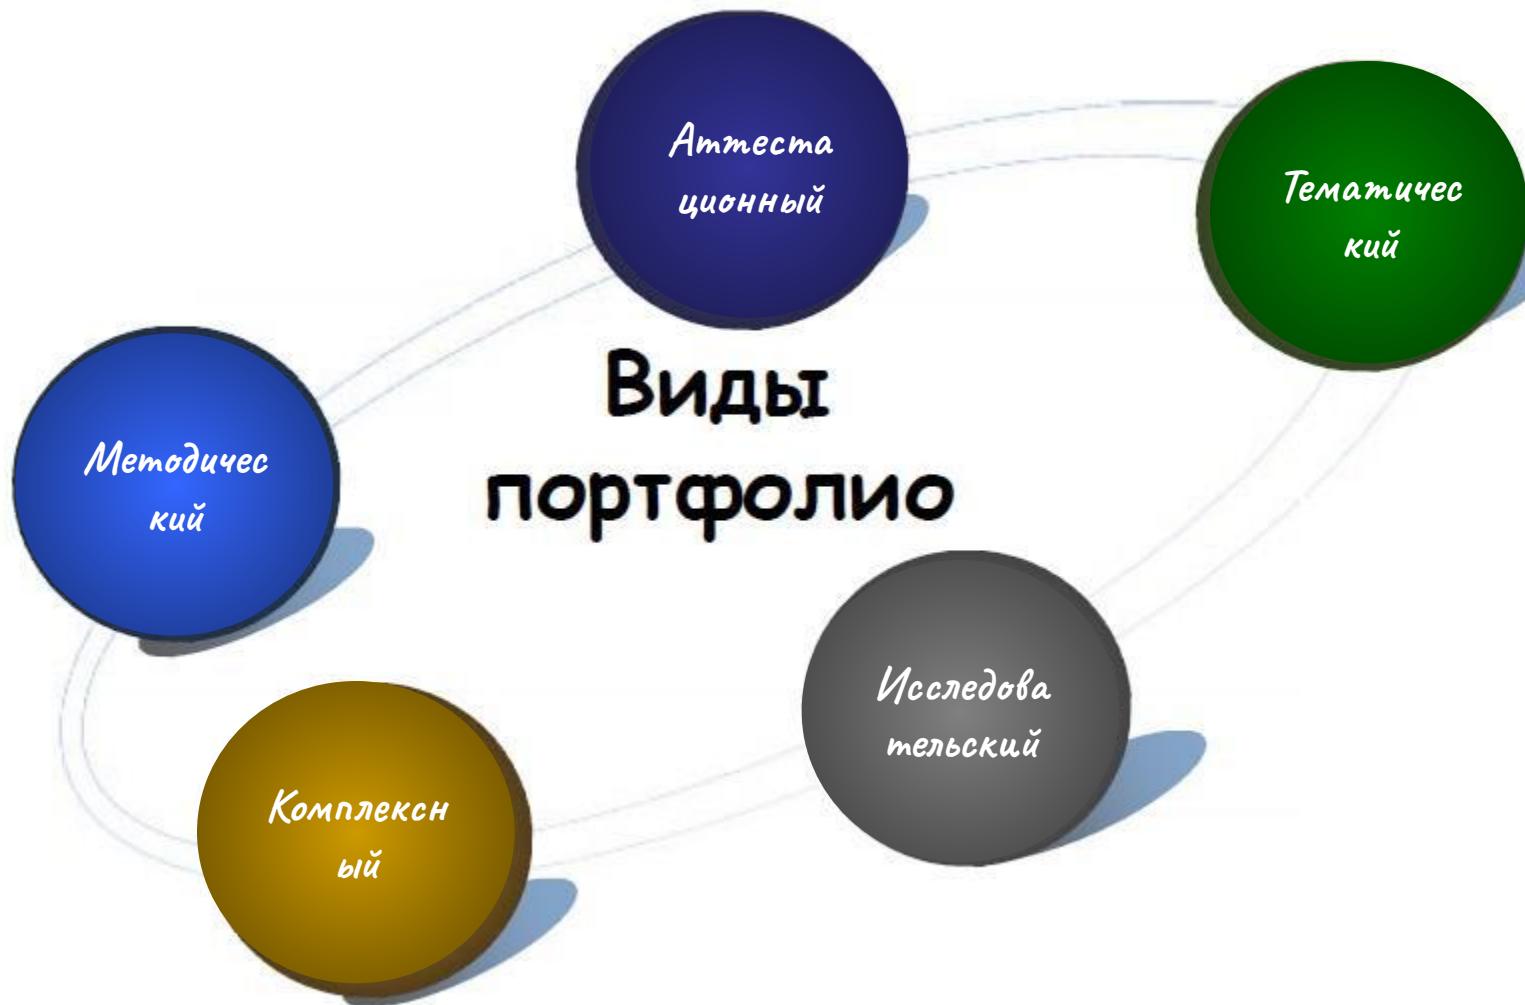 Аттеста
ционный
Тематичес
кий
Виды
портфолио
Методичес
кий
Исследова
тельский
Комплексн
ый